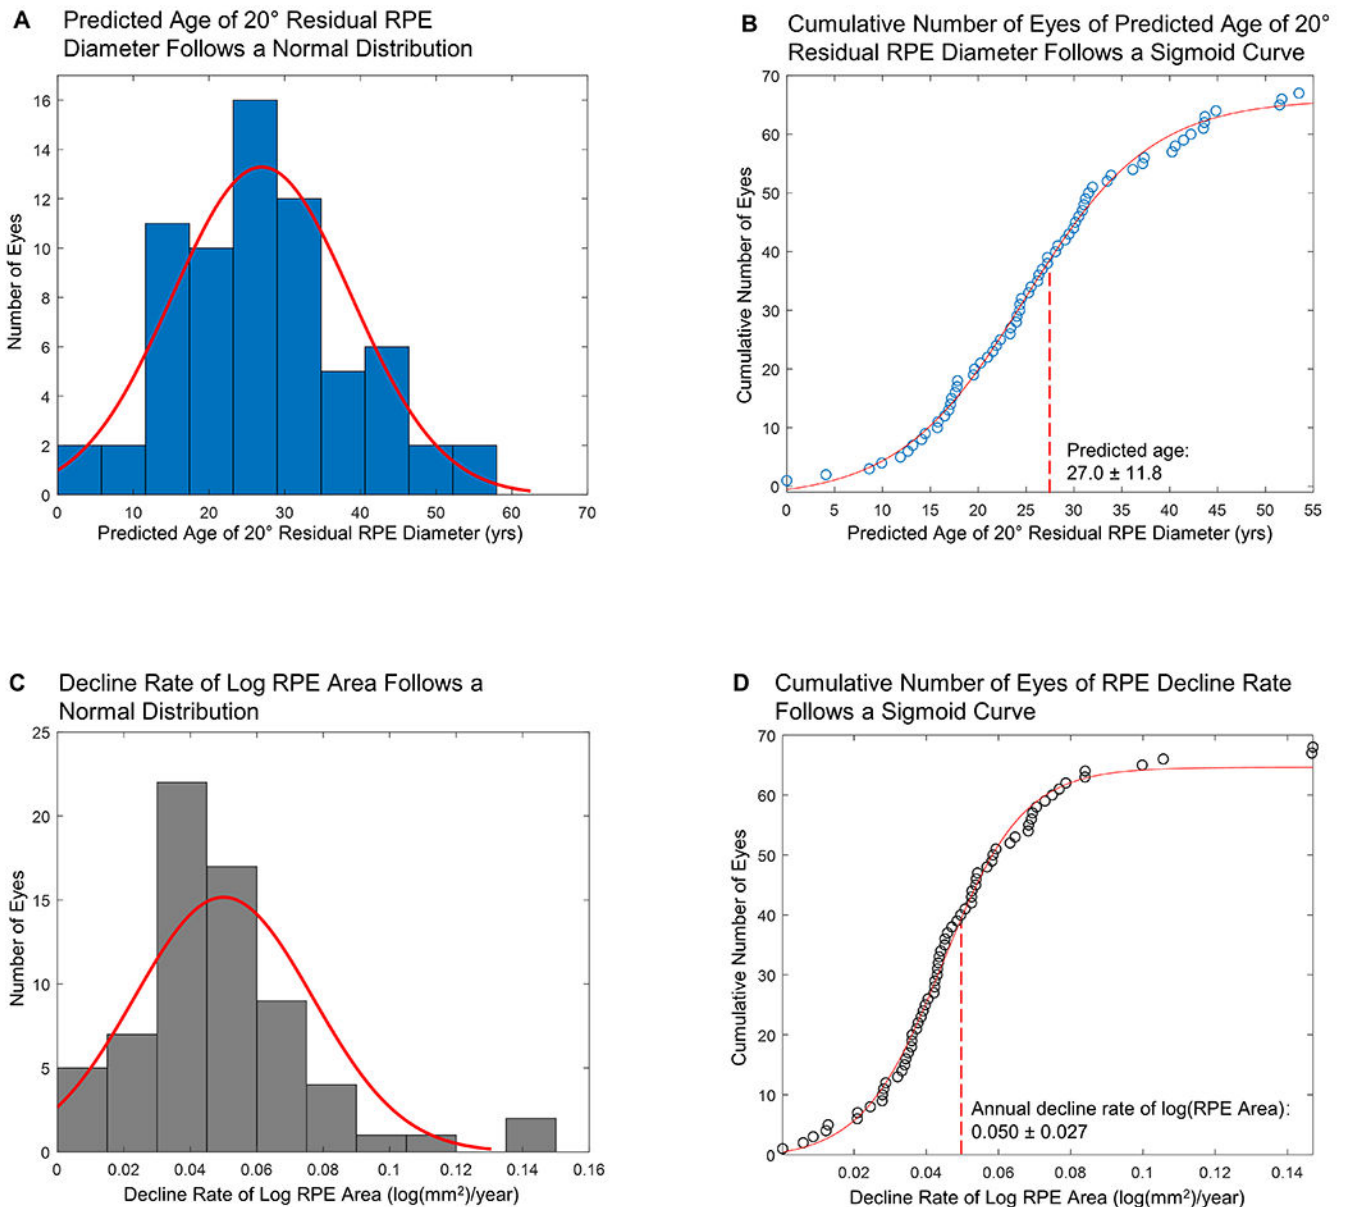 A Predicted Age of 20° Residual RPE
Diameter Follows a Normal Distribution
16
14
12
10
8
6
4
2
0
Number of Eyes
0 10 20 30 40 50 60 70
Predicted Age of 20° Residual RPE Diameter (yrs)
B Cumulative Number of Eyes of Predicted Age of 20°
Residual RPE Diameter Follows a Sigmoid Curve
70
60
50
40
30
20
10
0
Cumulative Number of Eyes
Predicted age:
27.0 ± 11.8
0 5 10 15 20 25 30 35 40 45 50 55
Predicted Age of 20° Residual RPE Diameter (yrs)
C Decline Rate of Log RPE Area Follows a
Normal Distribution
25
20
15
10
5
0
Number of Eyes
0 0.02 0.04 0.06 0.08 0.1 0.12 0.14 0.16
Decline Rate of Log RPE Area (log(mm²)/year)
D Cumulative Number of Eyes of RPE Decline Rate
Follows a Sigmoid Curve
70
60
50
40
30
20
10
0
Cumulative Number of Eyes
Annual decline rate of log(RPE Area):
0.050 ± 0.027
0.02 0.04 0.06 0.08 0.1 0.12 0.14
Decline Rate of Log RPE Area (log(mm²)/year)